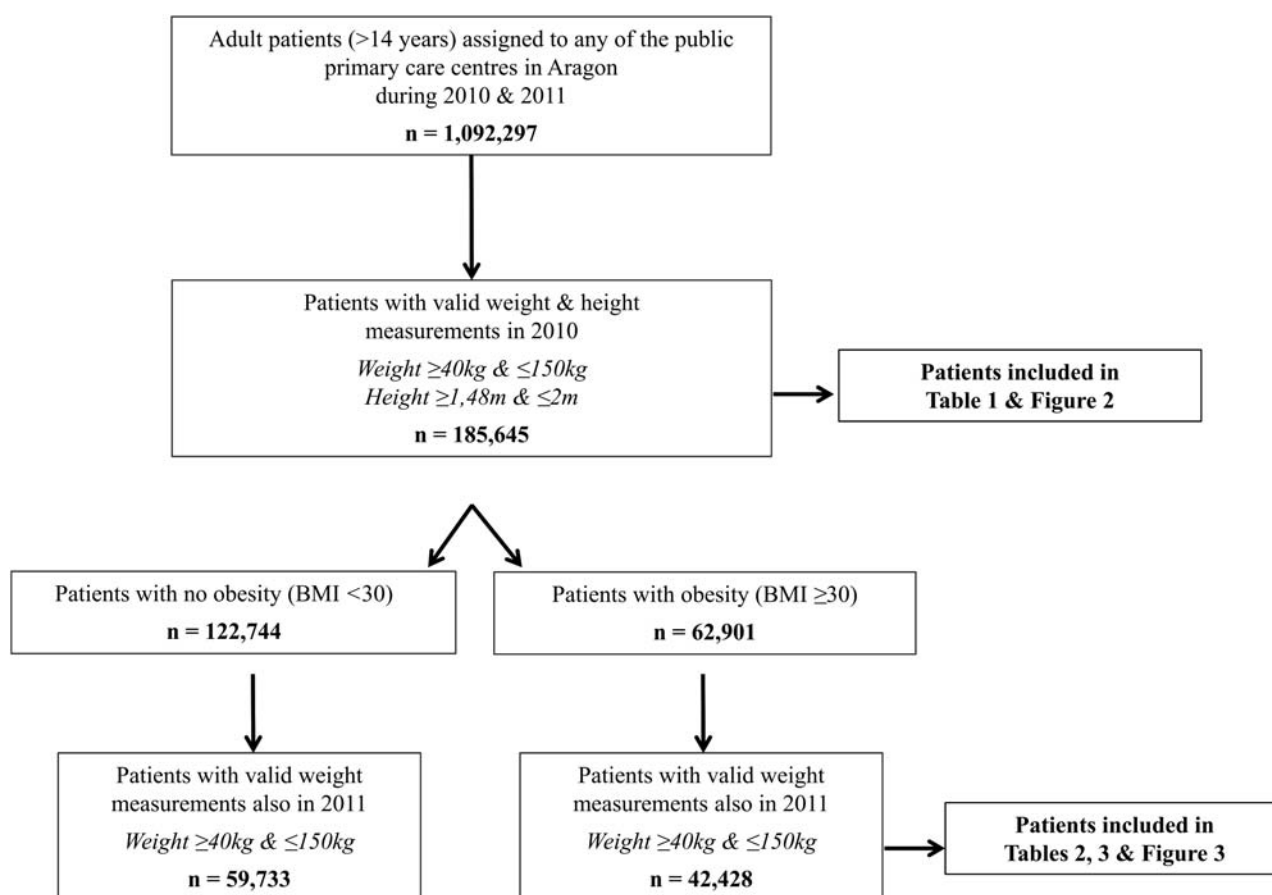 Adult patients (>14 years) assigned to any of the public
primary care centres in Aragon
during 2010 & 2011
n = 1,092,297
Patients with valid weight & height
measurements in 2010
Weight ≥40kg & ≤150kg
Height ≥1,48m & ≤2m
n = 185,645
Patients included in
Table 1 & Figure 2
Patients with no obesity (BMI <30)
n = 122,744
Patients with obesity (BMI ≥30)
n = 62,901
Patients with valid weight
measurements also in 2011
Weight ≥40kg & ≤150kg
n = 59,733
Patients with valid weight
measurements also in 2011
Weight ≥40kg & ≤150kg
n = 42,428
Patients included in
Tables 2, 3 & Figure 3